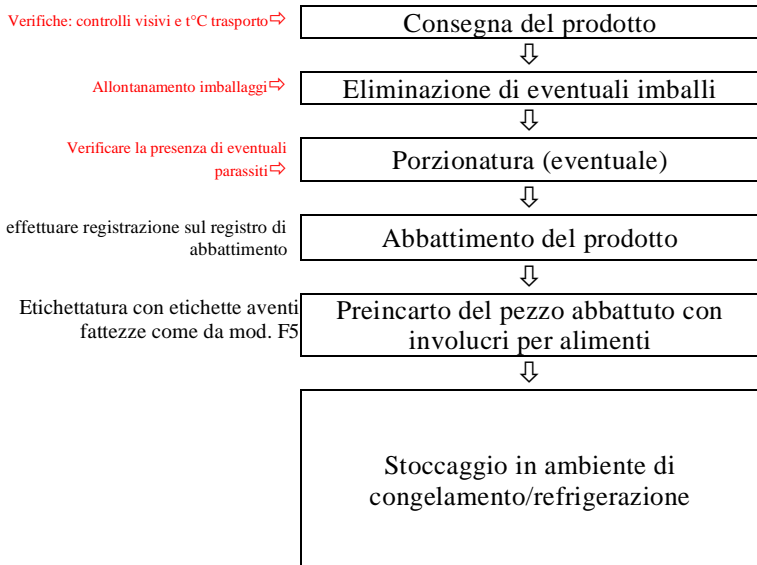 Verifiche: controlli visivi e t°C trasporto⇨
Consegna del prodotto
⇩
Allontanamento imballaggi⇨
Eliminazione di eventuali imballi
⇩
Verificare la presenza di eventuali
parassiti⇨
Porzionatura (eventuale)
⇩
effettuare registrazione sul registro di
abbattimento
Abbattimento del prodotto
⇩
Etichettatura con etichette aventi
fattezze come da mod. F5
Preincarto del pezzo abbattuto con
involucri per alimenti
⇩
Stoccaggio in ambiente di
congelamento/refrigerazione